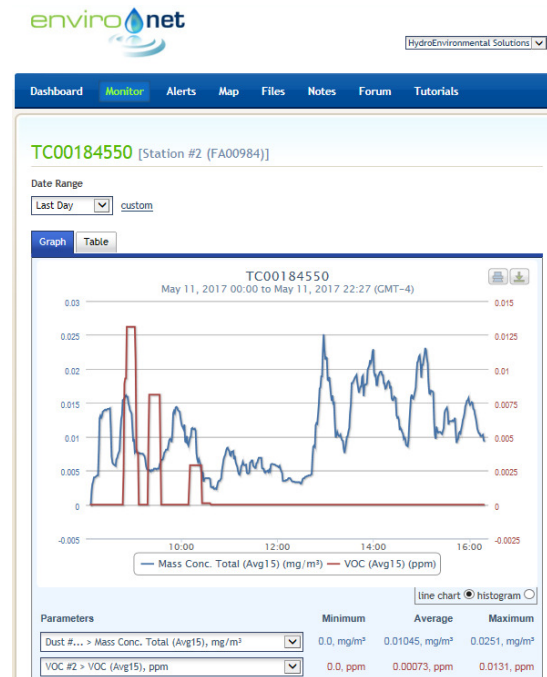 environet
HydroEnvironmental Solutions
Dashboard Monitor Alerts Map Files Notes Forum Tutorials
TC00184550 [Station #2 (FA00984)]
Date Range
Last Day custom
Graph Table
TC00184550
May 11, 2017 00:00 to May 11, 2017 22:27 (GMT-4)
0.03 0.015
0.025 0.0125
0.02 0.01
0.015 0.0075
0.01 0.005
0.005 0.0025
0 0
-0.005 -0.0025
10:00 12:00 14:00 16:00
Mass Conc. Total (Avg15) (mg/m³) VOC (Avg15) (ppm)
line chart histogram
Parameters Minimum Average Maximum
Dust #... > Mass Conc. Total (Avg15), mg/m³ 0.0, mg/m³ 0.01045, mg/m³ 0.0251, mg/m³
VOC #2 > VOC (Avg15), ppm 0.0, ppm 0.00073, ppm 0.0131, ppm